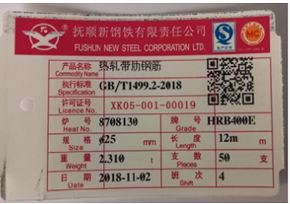 抚顺新钢铁有限责任公司
FUSHUN NEW STEEL CORPORATION LTD.
产品名称 热轧带肋钢筋
Commodity Name
执行标准 GB/T1499.2-2018
Specification
许可证号 XK05-001-00019
Licence No.
炉号 8708130 牌号 HRB400E
Heat No. Grade
规格 φ25 mm 长度 12m m
Size Length
重量 2.310 t 支数 50 支
Weight Pieces
日期 2018-11-02 班次 4
Date Shift